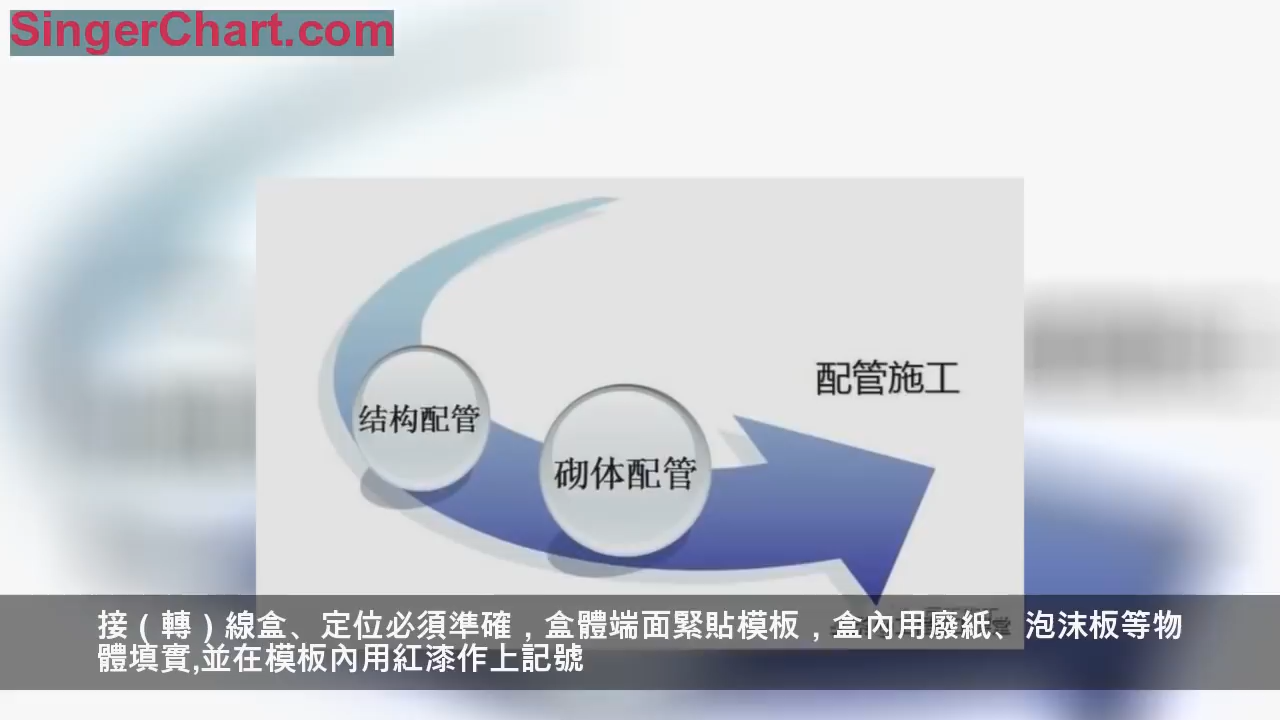 SingerChart.com
配管施工
结构配管
砌体配管
接（轉）線盒、定位必須準確，盒體端面緊貼模板，盒內用廢紙、泡沫板等物
體填實,並在模板內用紅漆作上記號